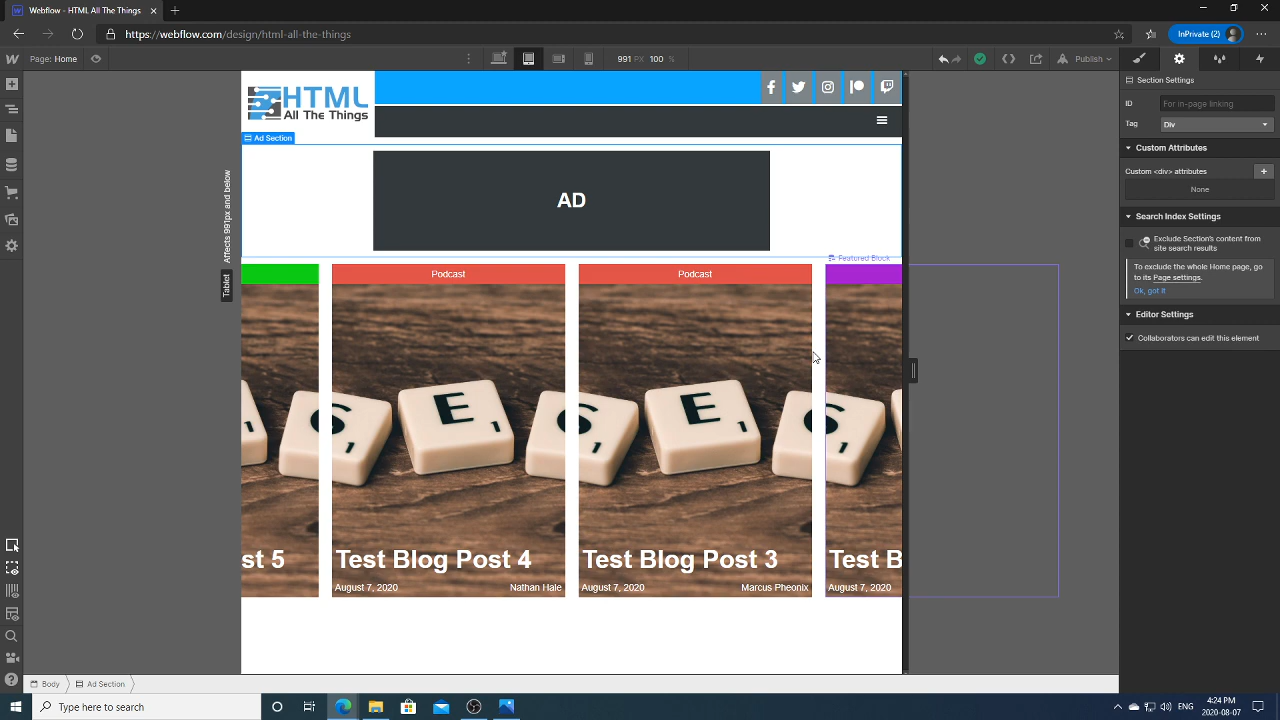 Webflow - HTML All The Things
https://webflow.com/design/html-all-the-things
InPrivate (2)
Page: Home
991 PX 100 %
Publish
HTML
All The Things
Section Settings
ID For in-page linking
Tag Div
Ad Section
Custom Attributes
Custom <div> attributes
None
AD
Affects 991px and below
Tablet
Search Index Settings
Exclude Section's content from
site search results
To exclude the whole Home page, go
to its Page settings.
Ok, got it
Featured Block
Podcast
Podcast
Editor Settings
Collaborators can edit this element
E
1
1
E
1
1
st 5
Test Blog Post 4
Test Blog Post 3
Test B
August 7, 2020
Nathan Hale
August 7, 2020
Marcus Pheonix
August 7, 2020
Body
Ad Section
Type here to search
ENG
4:24 PM
2020-08-07